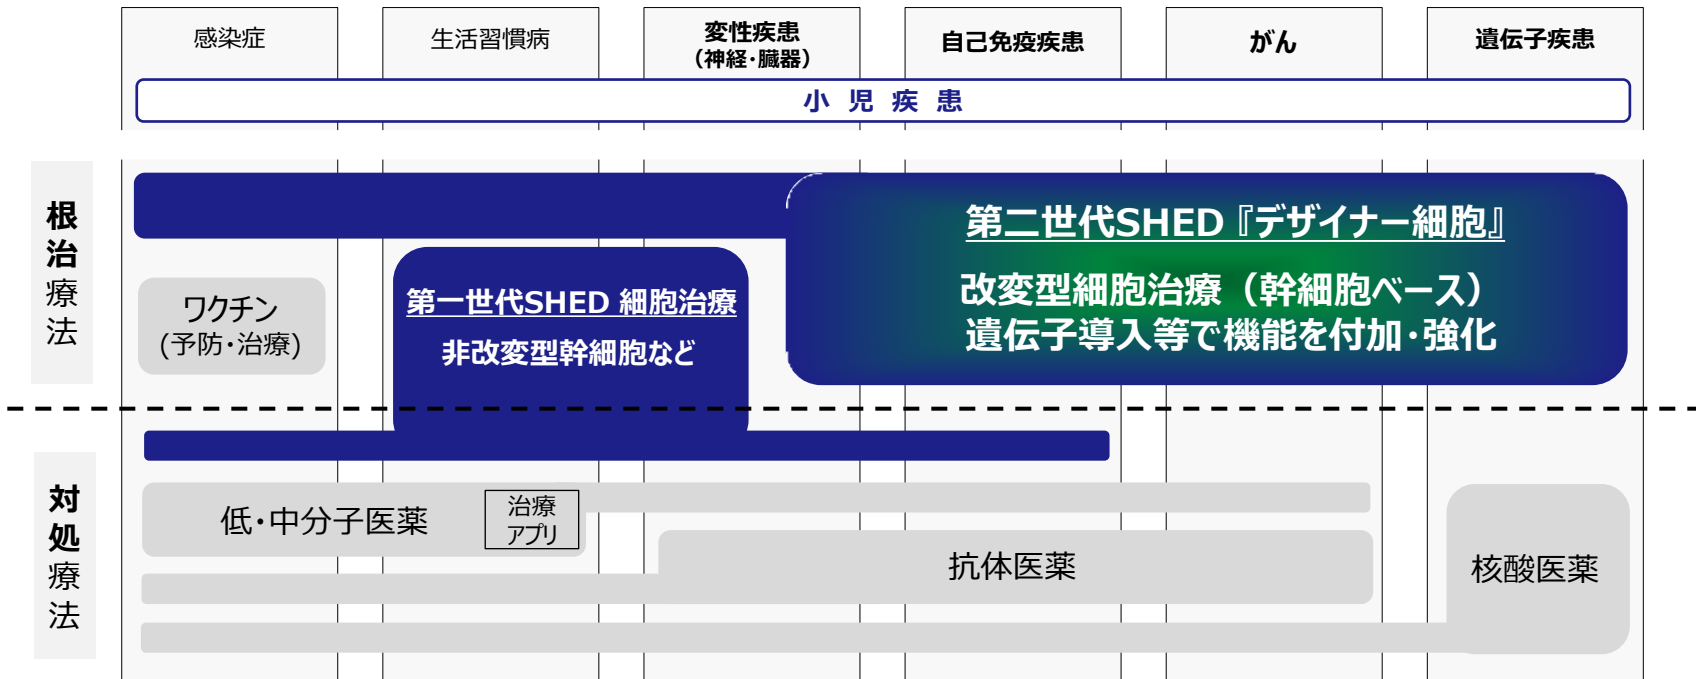 感染症
生活習慣病
変性疾患
（神経･臓器）
自己免疫疾患
がん
遺伝子疾患
小 児 疾 患
根治療法
第二世代SHED『デザイナー細胞』
改変型細胞治療（幹細胞ベース）
遺伝子導入等で機能を付加･強化
第一世代SHED 細胞治療
非改変型幹細胞など
ワクチン
(予防･治療)
対処療法
低･中分子医薬
治療
アプリ
抗体医薬
核酸医薬